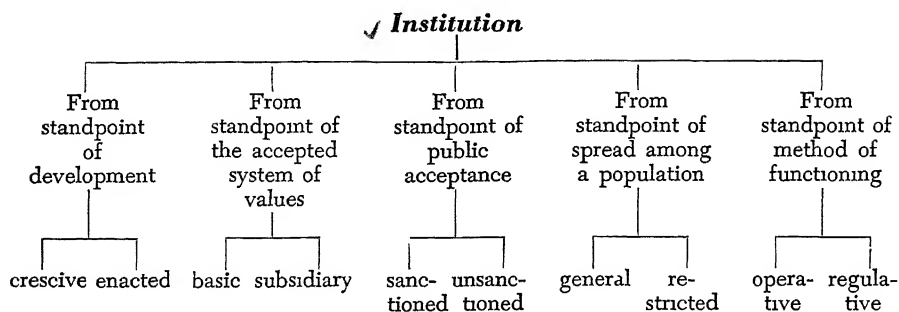 Institution
From
standpoint
of
development
From
standpoint of
the accepted
system of
values
From
standpoint of
public
acceptance
From
standpoint of
spread among
a population
From
standpoint of
method of
functioning
crescive enacted
basic subsidiary
sanc-
tioned
unsanc-
tioned
general
re-
stricted
opera-
tive
regula-
tive